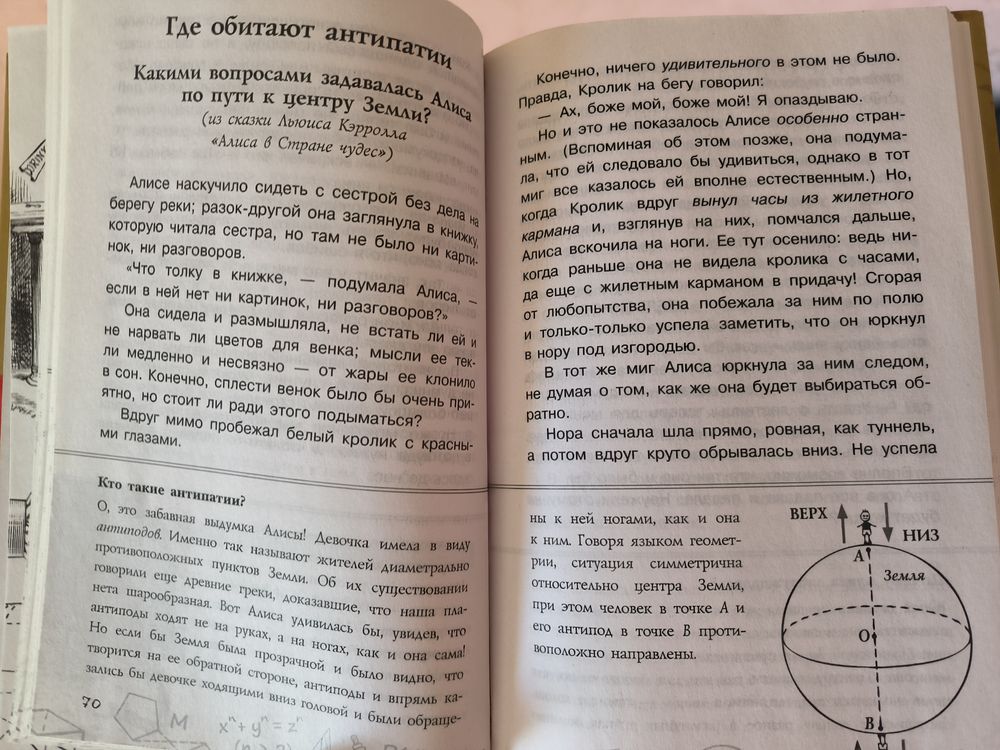 Где обитают антипатии
Какими вопросами задавалась Алиса
по пути к центру Земли?
(из сказки Льюиса Кэрролла
«Алиса в Стране чудес»)
Алисе наскучило сидеть с сестрой без дела на
берегу реки; разок-другой она заглянула в книжку,
которую читала сестра, но там не было ни карти-
нок, ни разговоров.
«Что толку в книжке, — подумала Алиса, —
если в ней нет ни картинок, ни разговоров?»
Она сидела и размышляла, не встать ли ей и
не нарвать ли цветов для венка; мысли ее тек-
ли медленно и несвязно — от жары ее клонило
в сон. Конечно, сплести венок было бы очень при-
ятно, но стоит ли ради этого подыматься?
Вдруг мимо пробежал белый кролик с красны-
ми глазами.
Кто такие антипатии?
О, это забавная выдумка Алисы! Девочка имела в виду
антиподов. Именно так называют жителей диаметрально
противоположных пунктов Земли. Об их существовании
говорили еще древние греки, доказавшие, что наша пла-
нета шарообразная. Вот Алиса удивилась бы, увидев, что
антиподы ходят не на руках, а на ногах, как и она сама!
Но если бы Земля была прозрачной и было видно, что
творится на ее обратной стороне, антиподы и впрямь ка-
зались бы девочке ходящими вниз головой и были обраще-
70
M
xⁿ + yⁿ = zⁿ
Конечно, ничего удивительного в этом не было.
Правда, Кролик на бегу говорил:
— Ах, боже мой, боже мой! Я опаздываю.
Но и это не показалось Алисе особенно стран-
ным. (Вспоминая об этом позже, она подума-
ла, что ей следовало бы удивиться, однако в тот
миг все казалось ей вполне естественным.) Но,
когда Кролик вдруг вынул часы из жилетного
кармана и, взглянув на них, помчался дальше,
Алиса вскочила на ноги. Ее тут осенило: ведь ни-
когда раньше она не видела кролика с часами,
да еще с жилетным карманом в придачу! Сгорая
от любопытства, она побежала за ним по полю
и только-только успела заметить, что он юркнул
в нору под изгородью.
В тот же миг Алиса юркнула за ним следом,
не думая о том, как же она будет выбираться об-
ратно.
Нора сначала шла прямо, ровная, как туннель,
а потом вдруг круто обрывалась вниз. Не успела
ны к ней ногами, как и она
к ним. Говоря языком геомет-
рии, ситуация симметрична
относительно центра Земли,
при этом человек в точке A и
его антипод в точке B проти-
воположно направлены.
ВЕРХ
НИЗ
A
Земля
O
B